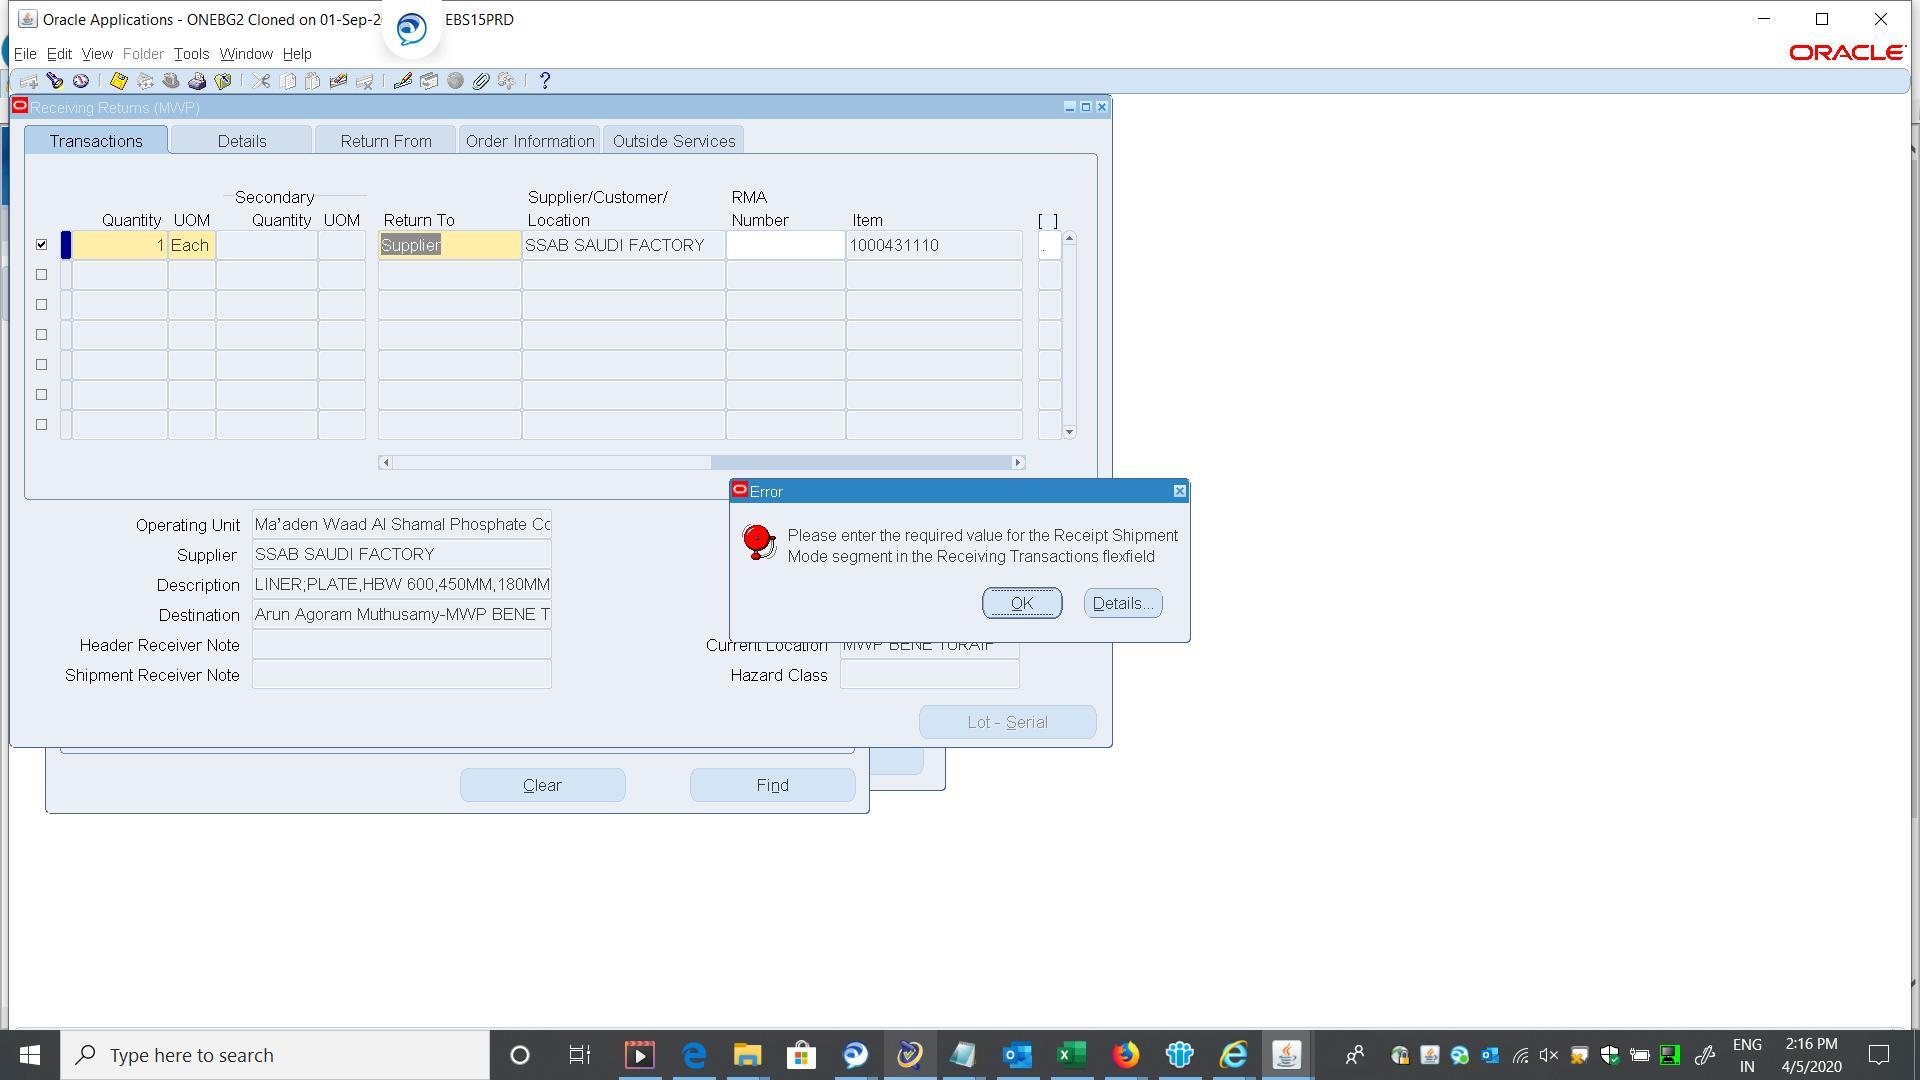 Oracle Applications - ONEBG2 Cloned on 01-Sep-20 EBS15PRD
File Edit View Folder Tools Window Help
ORACLE
Receiving Returns (MWP)
Transactions Details Return From Order Information Outside Services
Secondary Supplier/Customer/ RMA
Quantity UOM Quantity UOM Return To Location Number Item [ ]
1 Each Supplier SSAB SAUDI FACTORY 1000431110 .
Error
Please enter the required value for the Receipt Shipment
Mode segment in the Receiving Transactions flexfield
OK Details...
Operating Unit Ma'aden Waad Al Shamal Phosphate Co
Supplier SSAB SAUDI FACTORY
Description LINER;PLATE,HBW 600,450MM,180MM
Destination Arun Agoram Muthusamy-MWP BENE T
Header Receiver Note Current Location MWP BENE TURAIF
Shipment Receiver Note Hazard Class
Lot - Serial
Clear Find
Type here to search
ENG 2:16 PM
IN 4/5/2020